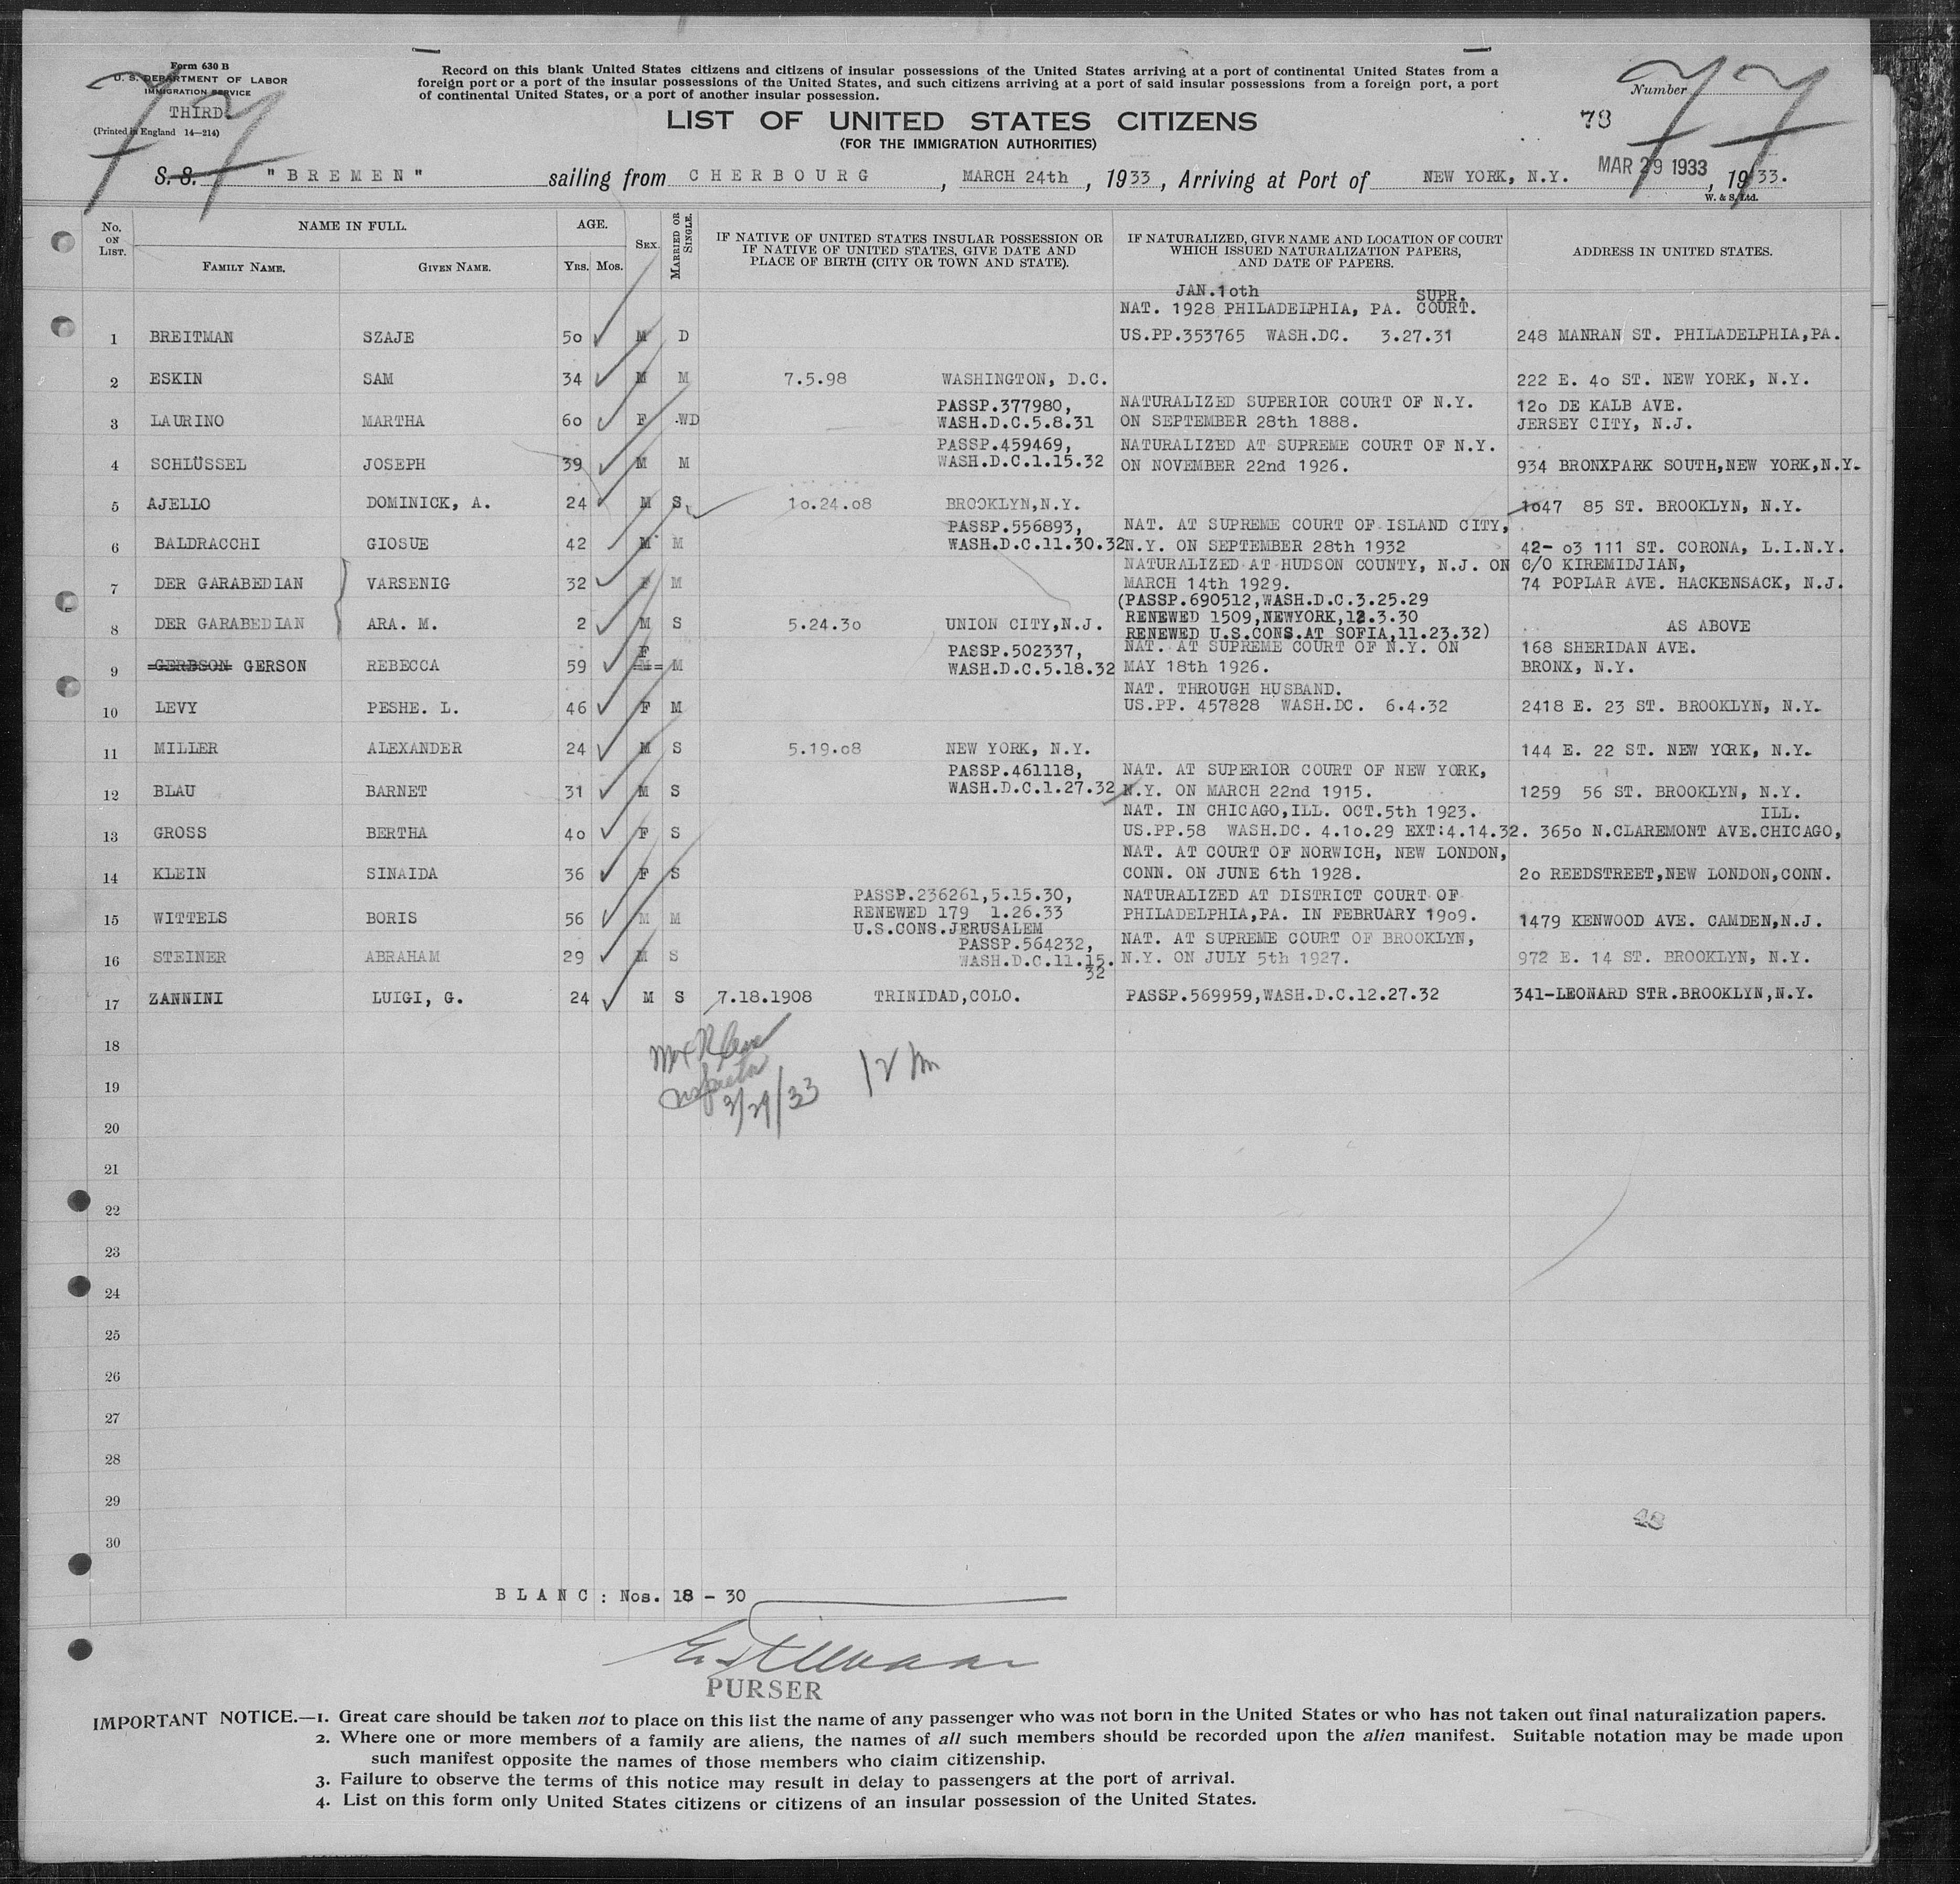 Form 630 B
U. S. DEPARTMENT OF LABOR
IMMIGRATION SERVICE
THIRD
(Printed in England 14—214)
77
Record on this blank United States citizens and citizens of insular possessions of the United States arriving at a port of continental United States from a
foreign port or a port of the insular possessions of the United States, and such citizens arriving at a port of said insular possessions from a foreign port, a port
of continental United States, or a port of another insular possession.
LIST OF UNITED STATES CITIZENS
(FOR THE IMMIGRATION AUTHORITIES)
Number 77
78
S. S. "BREMEN" sailing from CHERBOURG, MARCH 24th, 1933, Arriving at Port of NEW YORK, N.Y. MAR 29 1933, 1933.
W. & S. Ltd.
No. ON LIST. NAME IN FULL. AGE. SEX. MARRIED OR SINGLE. IF NATIVE OF UNITED STATES INSULAR POSSESSION OR IF NATIVE OF UNITED STATES, GIVE DATE AND PLACE OF BIRTH (CITY OR TOWN AND STATE). IF NATURALIZED, GIVE NAME AND LOCATION OF COURT WHICH ISSUED NATURALIZATION PAPERS, AND DATE OF PAPERS. ADDRESS IN UNITED STATES.
FAMILY NAME. GIVEN NAME. YRS. MOS.
JAN.10th SUPR.
NAT. 1928 PHILADELPHIA, PA. COURT.
1 BREITMAN SZAJE 50 M D US.PP.353765 WASH.DC. 3.27.31 248 MANRAN ST. PHILADELPHIA,PA.
2 ESKIN SAM 34 M M 7.5.98 WASHINGTON, D.C. 222 E. 40 ST. NEW YORK, N.Y.
PASSP.377980, NATURALIZED SUPERIOR COURT OF N.Y. 120 DE KALB AVE.
3 LAURINO MARTHA 60 F WD WASH.D.C.5.8.31 ON SEPTEMBER 28th 1888. JERSEY CITY, N.J.
PASSP.459469, NATURALIZED AT SUPREME COURT OF N.Y.
4 SCHLÜSSEL JOSEPH 39 M M WASH.D.C.1.15.32 ON NOVEMBER 22nd 1926. 934 BRONXPARK SOUTH,NEW YORK,N.Y.
5 AJELLO DOMINICK, A. 24 M S 10.24.08 BROOKLYN,N.Y. 1047 85 ST. BROOKLYN, N.Y.
PASSP.556893, NAT. AT SUPREME COURT OF ISLAND CITY,
6 BALDRACCHI GIOSUE 42 M M WASH.D.C.11.30.32 N.Y. ON SEPTEMBER 28th 1932 42- 03 111 ST. CORONA, L.I.N.Y.
NATURALIZED AT HUDSON COUNTY, N.J. ON C/O KIREMIDJIAN,
7 DER GARABEDIAN VARSENIG 32 F M MARCH 14th 1929. 74 POPLAR AVE. HACKENSACK, N.J.
(PASSP.690512,WASH.D.C.3.25.29
RENEWED 1509,NEWYORK,12.3.30
8 DER GARABEDIAN ARA. M. 2 M S 5.24.30 UNION CITY,N.J. RENEWED U.S.CONS.AT SOFIA,11.23.32) AS ABOVE
F PASSP.502337, NAT. AT SUPREME COURT OF N.Y. ON 168 SHERIDAN AVE.
9 GERBSON GERSON REBECCA 59 M M WASH.D.C.5.18.32 MAY 18th 1926. BRONX, N.Y.
NAT. THROUGH HUSBAND.
10 LEVY PESHE. L. 46 F M US.PP. 457828 WASH.DC. 6.4.32 2418 E. 23 ST. BROOKLYN, N.Y.
11 MILLER ALEXANDER 24 M S 5.19.08 NEW YORK, N.Y. 144 E. 22 ST. NEW YORK, N.Y.
PASSP.461118, NAT. AT SUPERIOR COURT OF NEW YORK,
12 BLAU BARNET 31 M S WASH.D.C.1.27.32 N.Y. ON MARCH 22nd 1915. 1259 56 ST. BROOKLYN, N.Y.
NAT. IN CHICAGO,ILL. OCT.5th 1923. ILL.
13 GROSS BERTHA 40 F S US.PP.58 WASH.DC. 4.10.29 EXT:4.14.32. 3650 N.CLAREMONT AVE.CHICAGO,
NAT. AT COURT OF NORWICH, NEW LONDON,
14 KLEIN SINAIDA 36 F S CONN. ON JUNE 6th 1928. 20 REEDSTREET,NEW LONDON,CONN.
PASSP.236261,5.15.30, NATURALIZED AT DISTRICT COURT OF
15 WITTELS BORIS 56 M M RENEWED 179 1.26.33 PHILADELPHIA,PA. IN FEBRUARY 1909. 1479 KENWOOD AVE. CAMDEN,N.J.
U.S.CONS.JERUSALEM
PASSP.564232, NAT. AT SUPREME COURT OF BROOKLYN,
16 STEINER ABRAHAM 29 M S WASH.D.C.11.15. N.Y. ON JULY 5th 1927. 972 E. 14 ST. BROOKLYN, N.Y.
32
17 ZANNINI LUIGI, G. 24 M S 7.18.1908 TRINIDAD,COLO. PASSP.569959,WASH.D.C.12.27.32 341-LEONARD STR.BROOKLYN,N.Y.
18
Inspector
19
3/29/33
20
21
22
23
24
25
26
27
28
29
48
30
BLANC: Nos. 18 - 30
PURSER
IMPORTANT NOTICE.—1. Great care should be taken not to place on this list the name of any passenger who was not born in the United States or who has not taken out final naturalization papers.
2. Where one or more members of a family are aliens, the names of all such members should be recorded upon the alien manifest. Suitable notation may be made upon
such manifest opposite the names of those members who claim citizenship.
3. Failure to observe the terms of this notice may result in delay to passengers at the port of arrival.
4. List on this form only United States citizens or citizens of an insular possession of the United States.